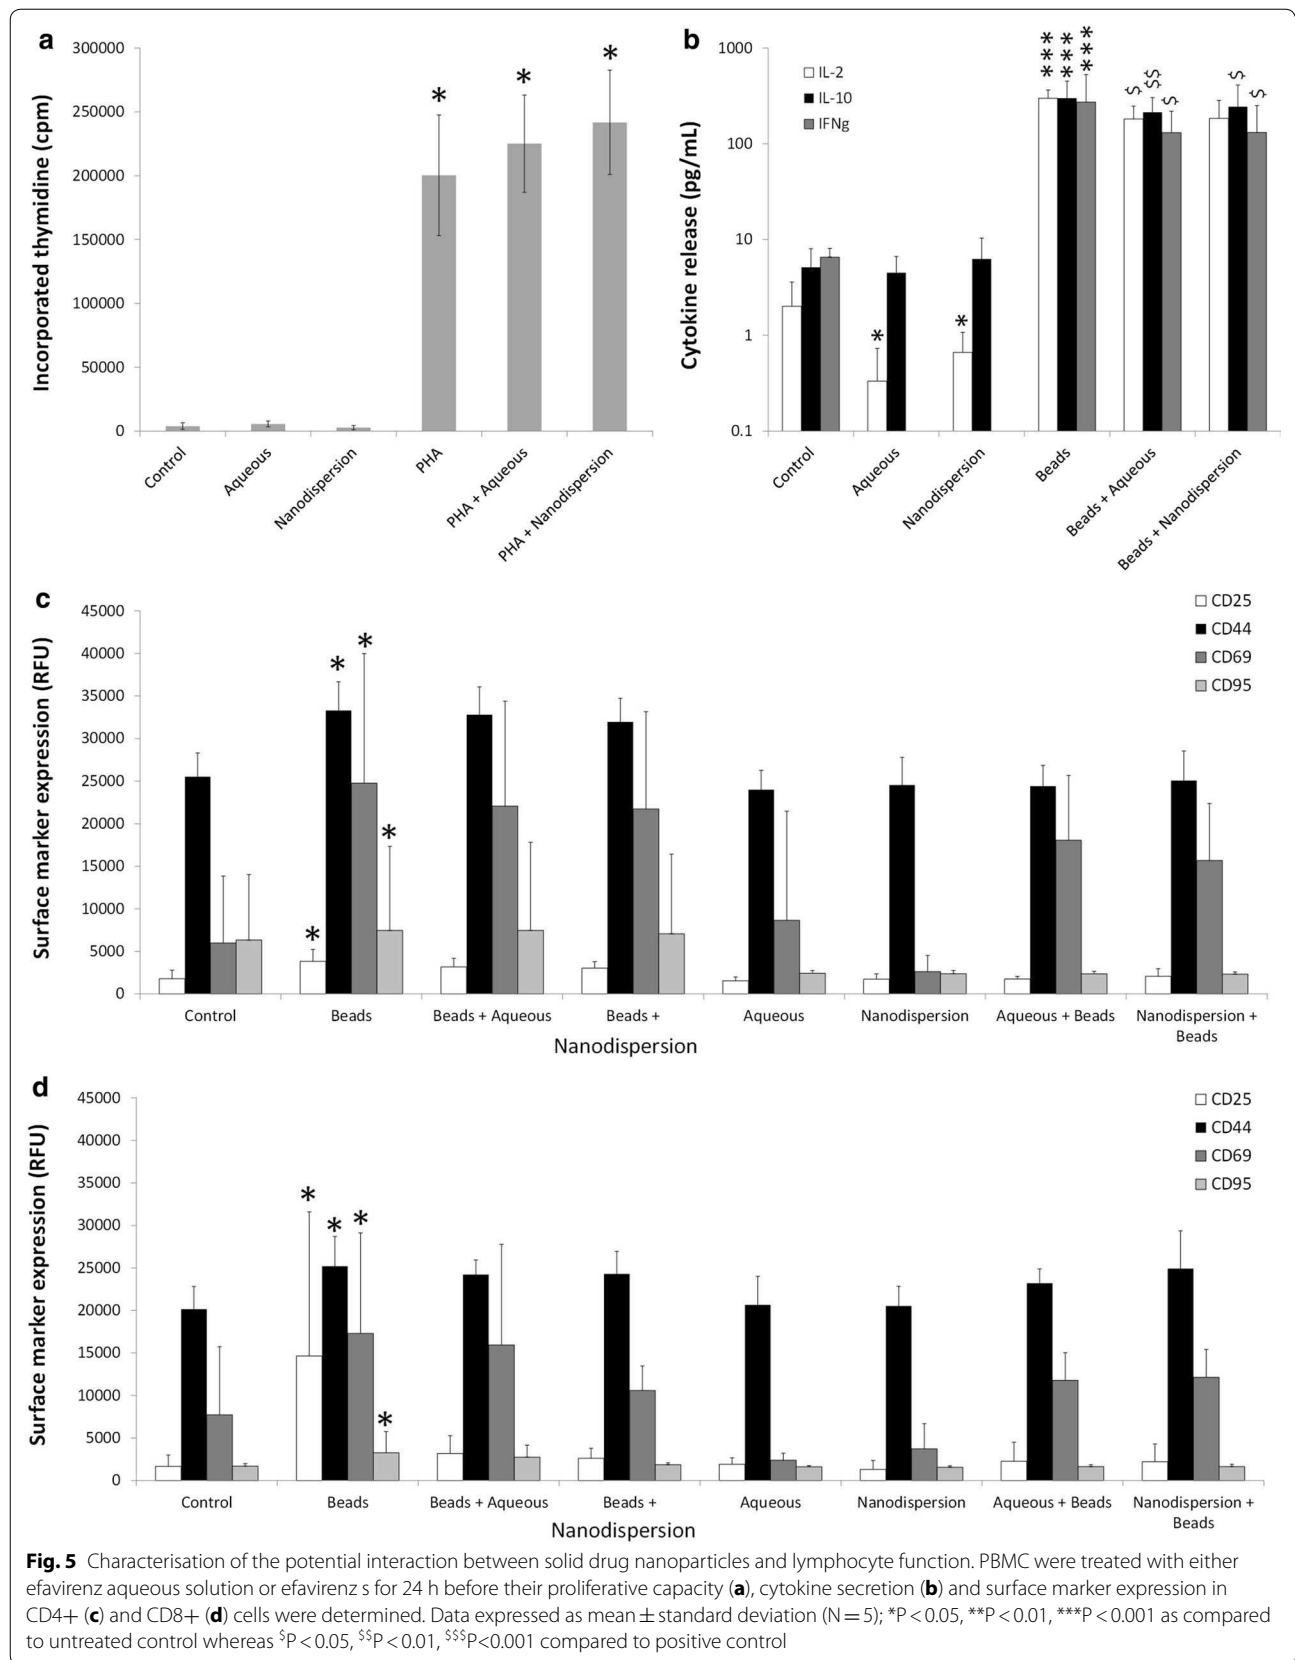 a
Incorporated thymidine (cpm)
300000
250000
200000
150000
100000
50000
0
*
*
*
Control
Aqueous
Nanodispersion
PHA
PHA + Aqueous
PHA + Nanodispersion
b
Cytokine release (pg/mL)
1000
100
10
1
0.1
IL-2
IL-10
IFNg
*
*
***
***
***
$
$$
$
$
$
Control
Aqueous
Nanodispersion
Beads
Beads + Aqueous
Beads + Nanodispersion
c
Surface marker expression (RFU)
45000
40000
35000
30000
25000
20000
15000
10000
5000
0
CD25
CD44
CD69
CD95
*
*
*
*
Control
Beads
Beads + Aqueous
Beads +
Nanodispersion
Aqueous
Nanodispersion
Aqueous + Beads
Nanodispersion +
Beads
d
Surface marker expression (RFU)
45000
40000
35000
30000
25000
20000
15000
10000
5000
0
CD25
CD44
CD69
CD95
*
*
*
*
Control
Beads
Beads + Aqueous
Beads +
Nanodispersion
Aqueous
Nanodispersion
Aqueous + Beads
Nanodispersion +
Beads
Fig. 5 Characterisation of the potential interaction between solid drug nanoparticles and lymphocyte function. PBMC were treated with either
efavirenz aqueous solution or efavirenz s for 24 h before their proliferative capacity (a), cytokine secretion (b) and surface marker expression in
CD4+ (c) and CD8+ (d) cells were determined. Data expressed as mean ± standard deviation (N = 5); *P < 0.05, **P < 0.01, ***P < 0.001 as compared
to untreated control whereas $P < 0.05, $$P < 0.01, $$$P<0.001 compared to positive control